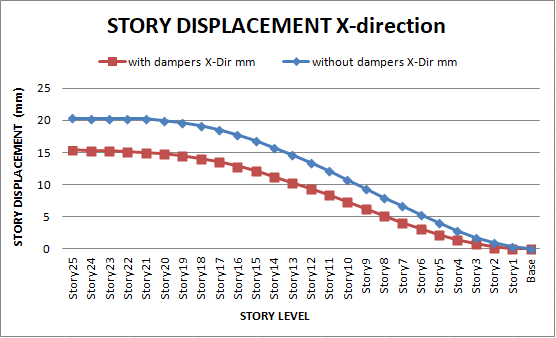 STORY DISPLACEMENT X-direction
with dampers X-Dir mm
without dampers X-Dir mm
STORY DISPLACEMENT (mm)
25
20
15
10
5
0
Story25
Story24
Story23
Story22
Story21
Story20
Story19
Story18
Story17
Story16
Story15
Story14
Story13
Story12
Story11
Story10
Story9
Story8
Story7
Story6
Story5
Story4
Story3
Story2
Story1
Base
STORY LEVEL